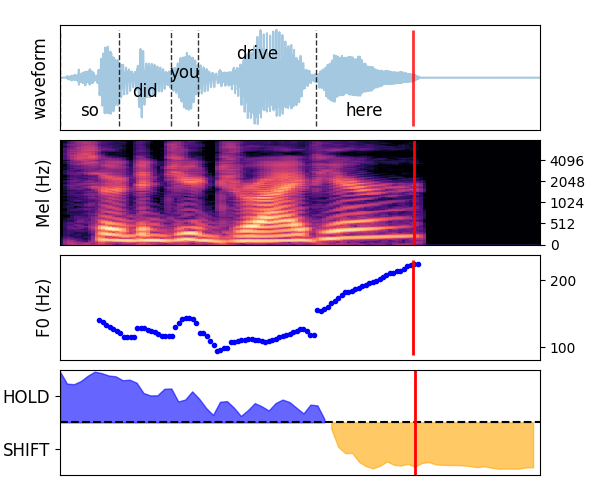 waveform
so
did
you
drive
here
Mel (Hz)
4096
2048
1024
512
0
F0 (Hz)
200
100
HOLD
SHIFT